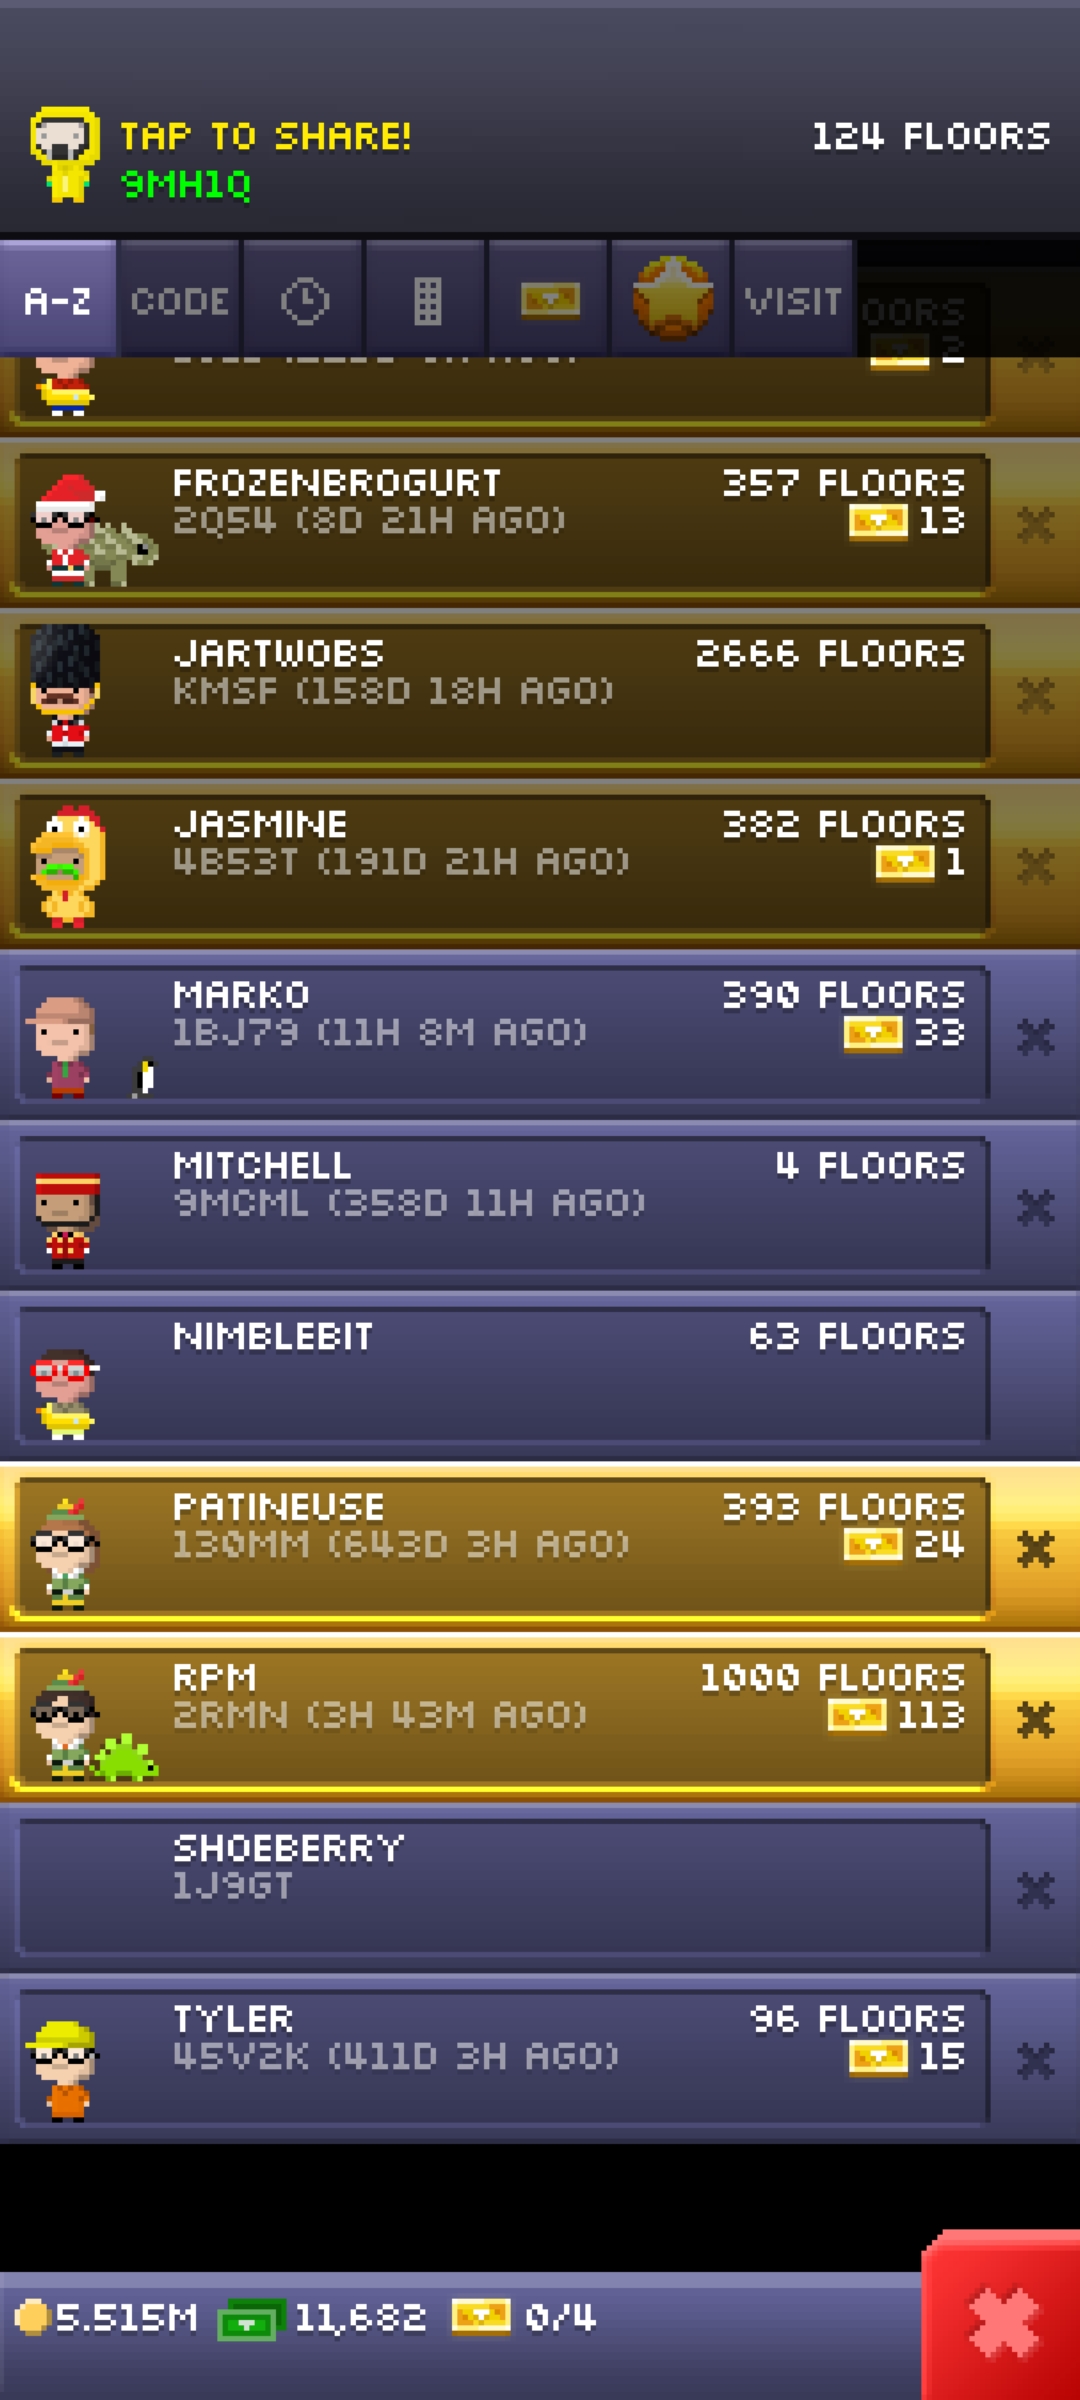 TAP TO SHARE!
124 FLOORS
9MH1Q
A-Z CODE VISIT
2
FROZENBROGURT 357 FLOORS
2Q54 (8D 21H AGO) 13
JARTWOBS 2666 FLOORS
KMSF (158D 18H AGO)
JASMINE 382 FLOORS
4B53T (191D 21H AGO) 1
MARKO 390 FLOORS
1BJ79 (11H 8M AGO) 33
MITCHELL 4 FLOORS
9MCML (358D 11H AGO)
NIMBLEBIT 63 FLOORS
PATINEUSE 393 FLOORS
130MM (643D 3H AGO) 24
RPM 1000 FLOORS
2RMN (3H 43M AGO) 113
SHOEBERRY
1J9GT
TYLER 96 FLOORS
45V2K (411D 3H AGO) 15
5.515M 11,682 0/4